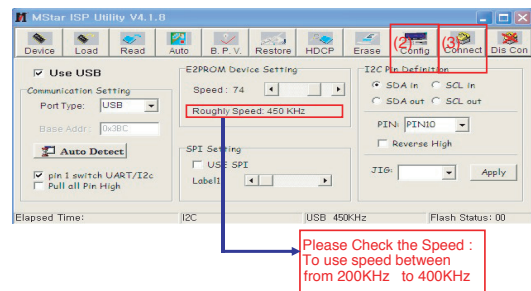 MStar ISP Utility V4.1.8
Device Load Read Auto B. P. V. Restore HDCP Erase Config Connect Dis Con
(2) (3)
Use USB
Communication Setting
Port Type: USB
Base Addr: 0x3BC
Auto Detect
pin 1 switch UART/I2c
Pull all Pin High
E2PROM Device Setting
Speed: 74
Roughly Speed: 450 KHz
SPI Setting
USE SPI
Label1
I2C Pin Definition
SDA in SCL in
SDA out SCL out
PIN: PIN10
Reverse High
JIG: Apply
Elapsed Time: I2C USB 450KHz Flash Status: 00
Please Check the Speed :
To use speed between
from 200KHz to 400KHz